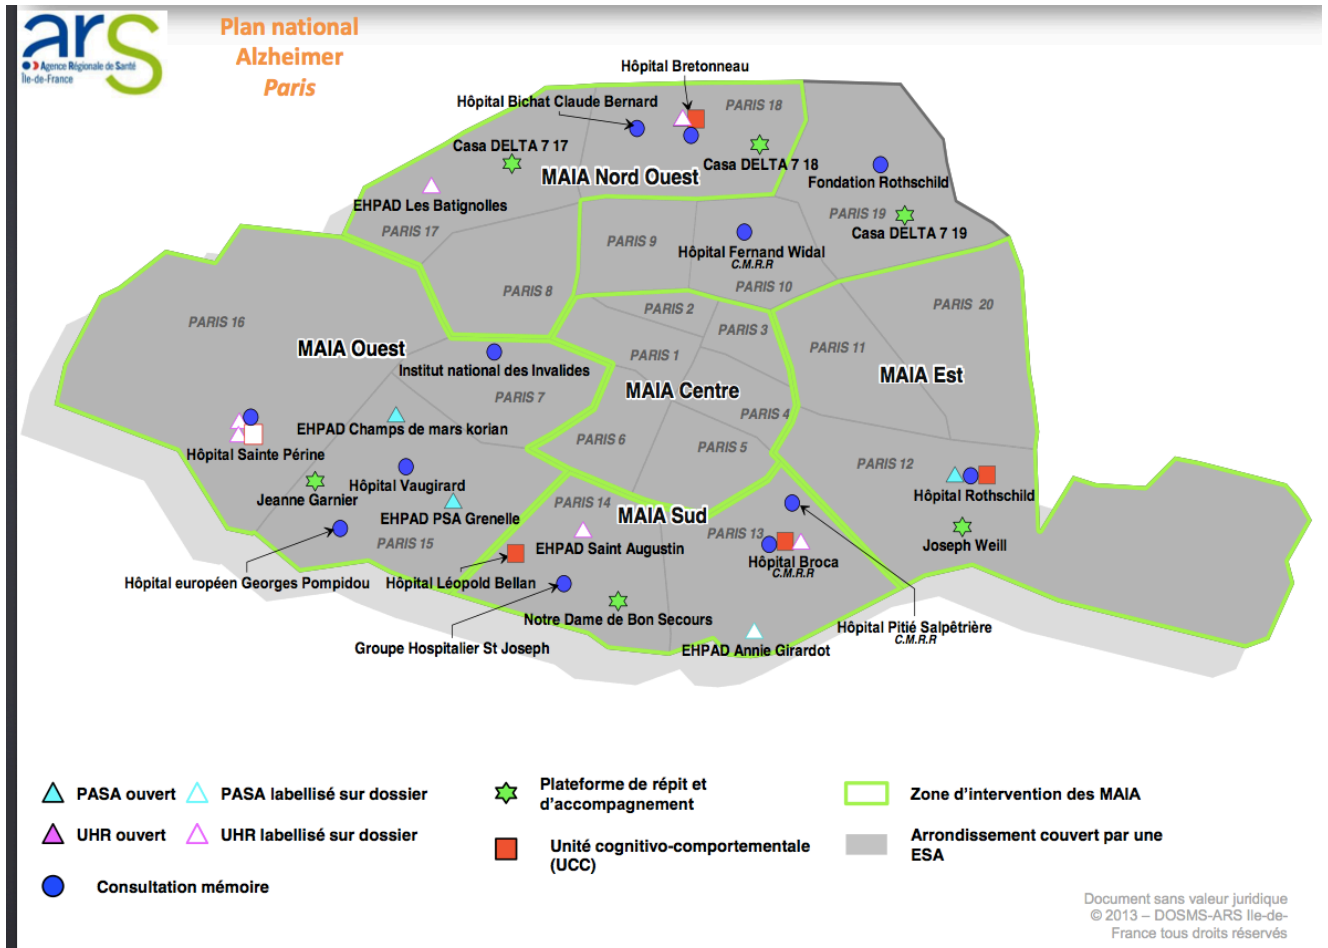 ars
Agence Régionale de Santé
Île-de-France
Plan national
Alzheimer
Paris
Hôpital Bretonneau
Hôpital Bichat Claude Bernard
PARIS 18
Casa DELTA 7 17
Casa DELTA 7 18
MAIA Nord Ouest
Fondation Rothschild
EHPAD Les Batignolles
PARIS 17
PARIS 19
Casa DELTA 7 19
PARIS 9
Hôpital Fernand Widal
C.M.R.R
PARIS 10
PARIS 8
PARIS 16
PARIS 2
PARIS 3
PARIS 20
MAIA Ouest
PARIS 1
PARIS 11
Institut national des Invalides
MAIA Est
MAIA Centre
PARIS 7
PARIS 4
EHPAD Champs de mars korian
PARIS 6
PARIS 5
Hôpital Sainte Périne
PARIS 12
Hôpital Vaugirard
Jeanne Garnier
Hôpital Rothschild
PARIS 14
EHPAD PSA Grenelle
MAIA Sud
PARIS 13
PARIS 15
EHPAD Saint Augustin
Joseph Weill
Hôpital Broca
C.M.R.R
Hôpital européen Georges Pompidou
Hôpital Léopold Bellan
Notre Dame de Bon Secours
Hôpital Pitié Salpêtrière
C.M.R.R
Groupe Hospitalier St Joseph
EHPAD Annie Girardot
PASA ouvert
PASA labellisé sur dossier
UHR ouvert
UHR labellisé sur dossier
Consultation mémoire
Plateforme de répit et
d'accompagnement
Unité cognitivo-comportementale
(UCC)
Zone d'intervention des MAIA
Arrondissement couvert par une
ESA
Document sans valeur juridique
© 2013 – DOSMS-ARS Ile-de-
France tous droits réservés